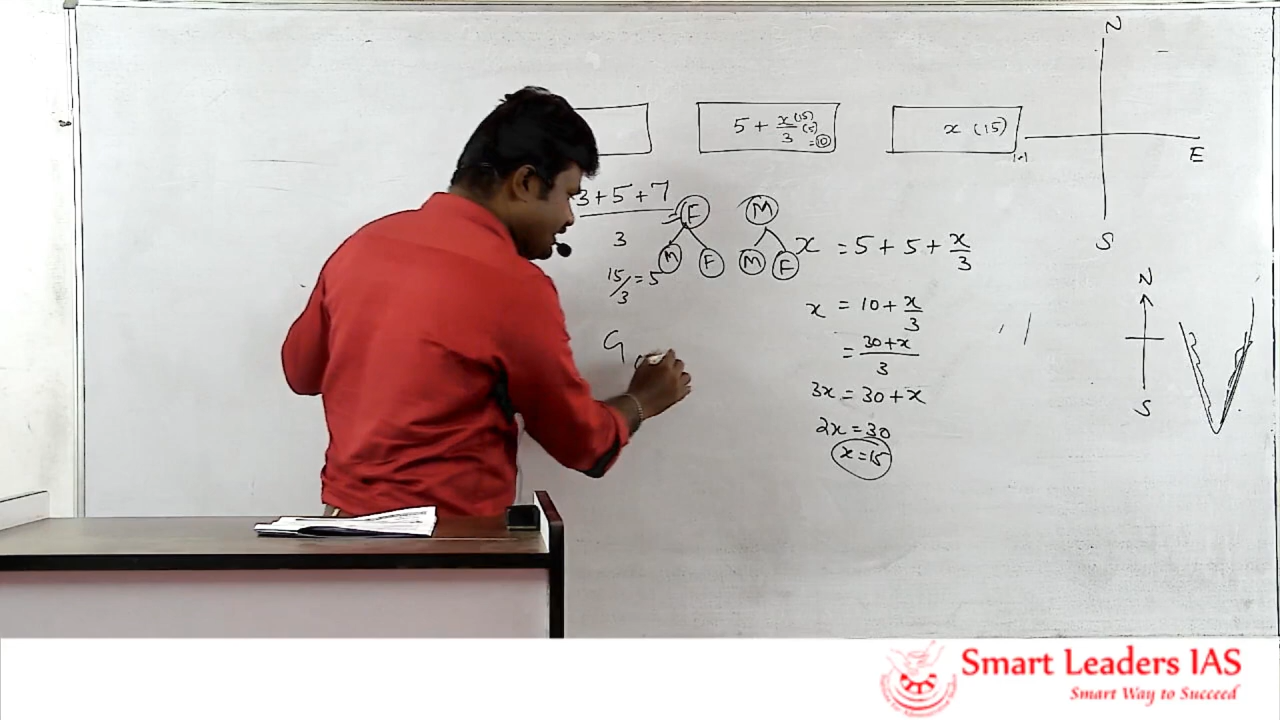 N
5 + x/3 (15) (5) = 10
x (15)
E
S
3 + 5 + 7
3
15/3 = 5
F
M F
M
M F
x = 5 + 5 + x/3
x = 10 + x/3
= 30 + x / 3
3x = 30 + x
2x = 30
x = 15
G
N
S
Smart Leaders IAS
Smart Way to Succeed